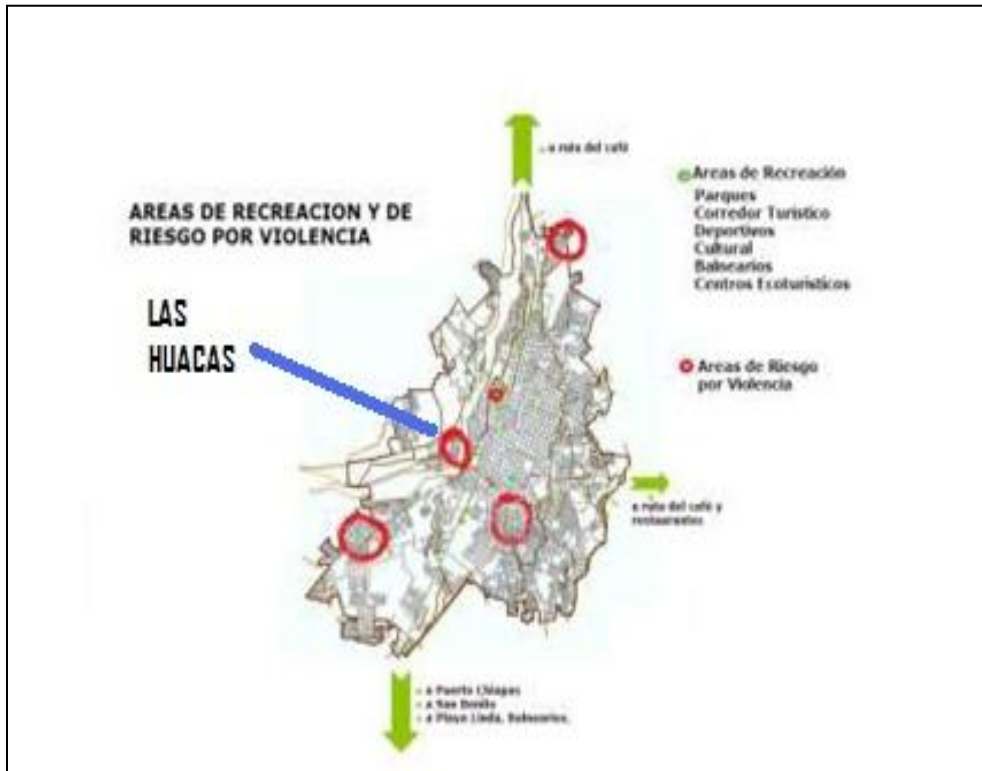 AREAS DE RECREACION Y DE
RIESGO POR VIOLENCIA
LAS
HUACAS
a ruta del café
Areas de Recreación
Parques
Corredor Turístico
Deportivos
Cultural
Balnearios
Centros Ecoturísticos
Areas de Riesgo
por Violencia
a ruta del café y
restaurantes
a Puerto Chiapas
a San Benito
a Playa Linda, Balnearios.